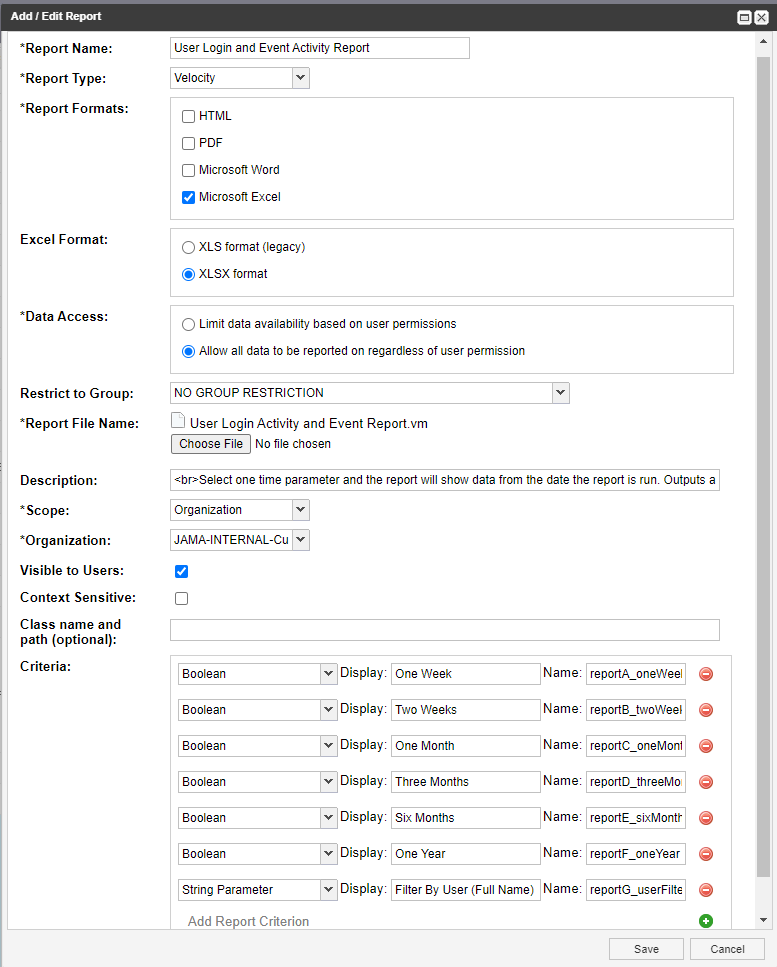 Add / Edit Report
*Report Name: User Login and Event Activity Report
*Report Type: Velocity
*Report Formats:
HTML
PDF
Microsoft Word
Microsoft Excel
Excel Format:
XLS format (legacy)
XLSX format
*Data Access:
Limit data availability based on user permissions
Allow all data to be reported on regardless of user permission
Restrict to Group: NO GROUP RESTRICTION
*Report File Name: User Login Activity and Event Report.vm
Choose File No file chosen
Description: <br>Select one time parameter and the report will show data from the date the report is run. Outputs a
*Scope: Organization
*Organization: JAMA-INTERNAL-Cu
Visible to Users:
Context Sensitive:
Class name and
path (optional):
Criteria:
Boolean Display: One Week Name: reportA_oneWeel
Boolean Display: Two Weeks Name: reportB_twoWeek
Boolean Display: One Month Name: reportC_oneMont
Boolean Display: Three Months Name: reportD_threeMo
Boolean Display: Six Months Name: reportE_sixMonth
Boolean Display: One Year Name: reportF_oneYear
String Parameter Display: Filter By User (Full Name) Name: reportG_userFilte
Add Report Criterion
Save Cancel